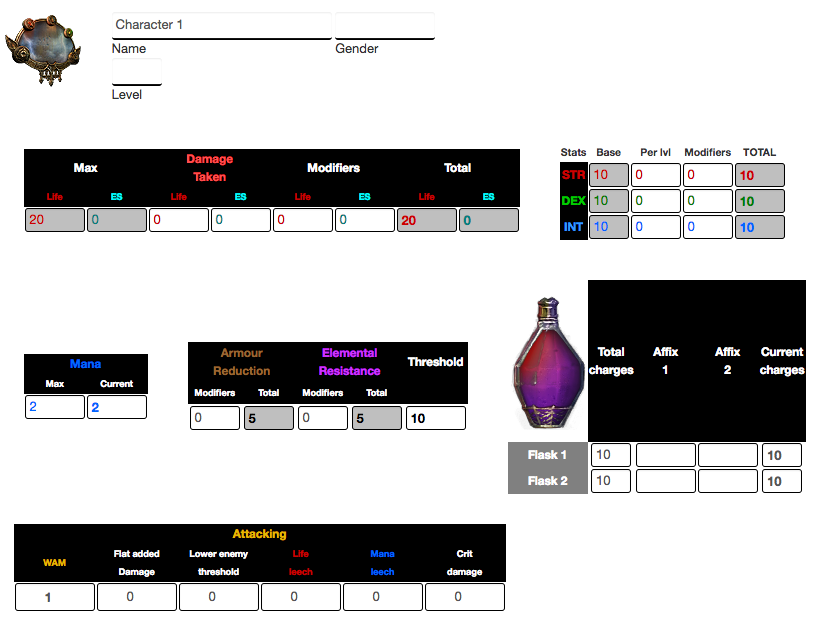 Character 1
Name Gender
Level
Max Damage Taken Modifiers Total
Life ES Life ES Life ES Life ES
20 0 0 0 0 0 20 0
Stats Base Per lvl Modifiers TOTAL
STR 10 0 0 10
DEX 10 0 0 10
INT 10 0 0 10
Mana
Max Current
2 2
Armour Reduction Elemental Resistance Threshold
Modifiers Total Modifiers Total
0 5 0 5 10
Total charges Affix 1 Affix 2 Current charges
Flask 1 10 10
Flask 2 10 10
Attacking
WAM Flat added Damage Lower enemy threshold Life leech Mana leech Crit damage
1 0 0 0 0 0